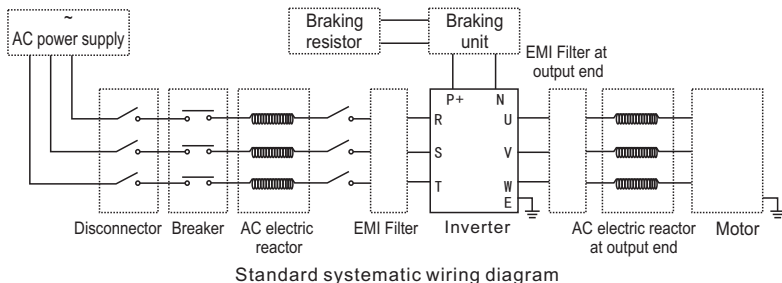 ~
AC power supply
Braking
resistor
Braking
unit
EMI Filter at
output end
P+ N
R U
S V
T W
E
Disconnector Breaker AC electric
reactor
EMI Filter Inverter AC electric reactor
at output end
Motor
Standard systematic wiring diagram